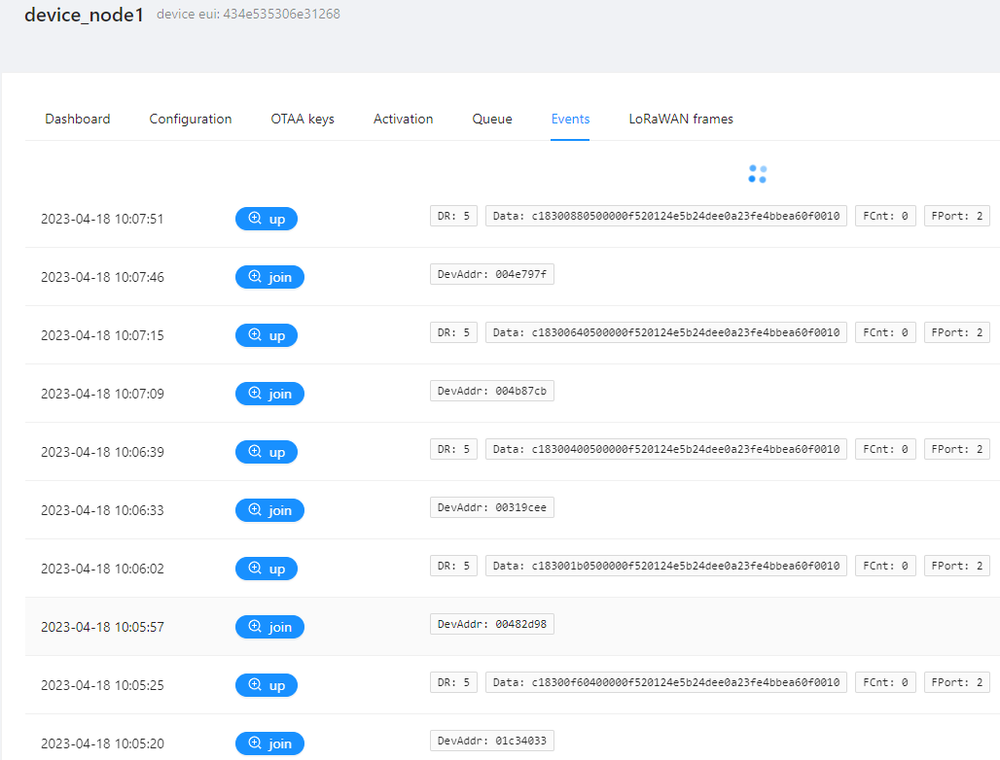 device_node1 device eui: 434e535306e31268
Dashboard Configuration OTAA keys Activation Queue Events LoRaWAN frames
2023-04-18 10:07:51 up DR: 5 Data: c18300880500000f520124e5b24dee0a23fe4bbea60f0010 FCnt: 0 FPort: 2
2023-04-18 10:07:46 join DevAddr: 004e797f
2023-04-18 10:07:15 up DR: 5 Data: c18300640500000f520124e5b24dee0a23fe4bbea60f0010 FCnt: 0 FPort: 2
2023-04-18 10:07:09 join DevAddr: 004b87cb
2023-04-18 10:06:39 up DR: 5 Data: c18300400500000f520124e5b24dee0a23fe4bbea60f0010 FCnt: 0 FPort: 2
2023-04-18 10:06:33 join DevAddr: 00319cee
2023-04-18 10:06:02 up DR: 5 Data: c183001b0500000f520124e5b24dee0a23fe4bbea60f0010 FCnt: 0 FPort: 2
2023-04-18 10:05:57 join DevAddr: 00482d98
2023-04-18 10:05:25 up DR: 5 Data: c18300f60400000f520124e5b24dee0a23fe4bbea60f0010 FCnt: 0 FPort: 2
2023-04-18 10:05:20 join DevAddr: 01c34033